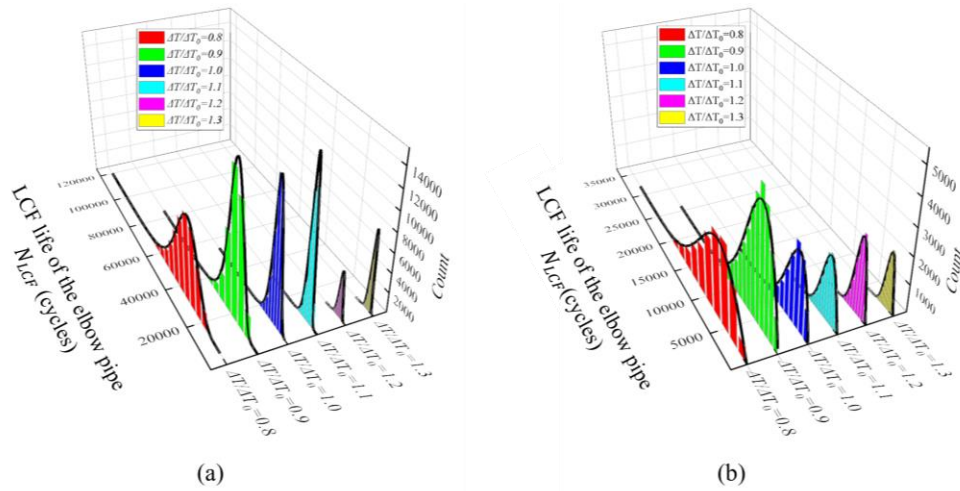 ΔT/ΔT₀=0.8
ΔT/ΔT₀=0.9
ΔT/ΔT₀=1.0
ΔT/ΔT₀=1.1
ΔT/ΔT₀=1.2
ΔT/ΔT₀=1.3
120000
100000
80000
60000
40000
20000
LCF life of the elbow pipe
N_LCF (cycles)
14000
12000
10000
8000
6000
4000
2000
Count
ΔT/ΔT₀=0.8
ΔT/ΔT₀=0.9
ΔT/ΔT₀=1.0
ΔT/ΔT₀=1.1
ΔT/ΔT₀=1.2
ΔT/ΔT₀=1.3
(a)
ΔT/ΔT₀=0.8
ΔT/ΔT₀=0.9
ΔT/ΔT₀=1.0
ΔT/ΔT₀=1.1
ΔT/ΔT₀=1.2
ΔT/ΔT₀=1.3
35000
30000
25000
20000
15000
10000
5000
LCF life of the elbow pipe
N_LCF(cycles)
5000
4000
3000
2000
1000
Count
ΔT/ΔT₀=0.8
ΔT/ΔT₀=0.9
ΔT/ΔT₀=1.0
ΔT/ΔT₀=1.1
ΔT/ΔT₀=1.2
ΔT/ΔT₀=1.3
(b)